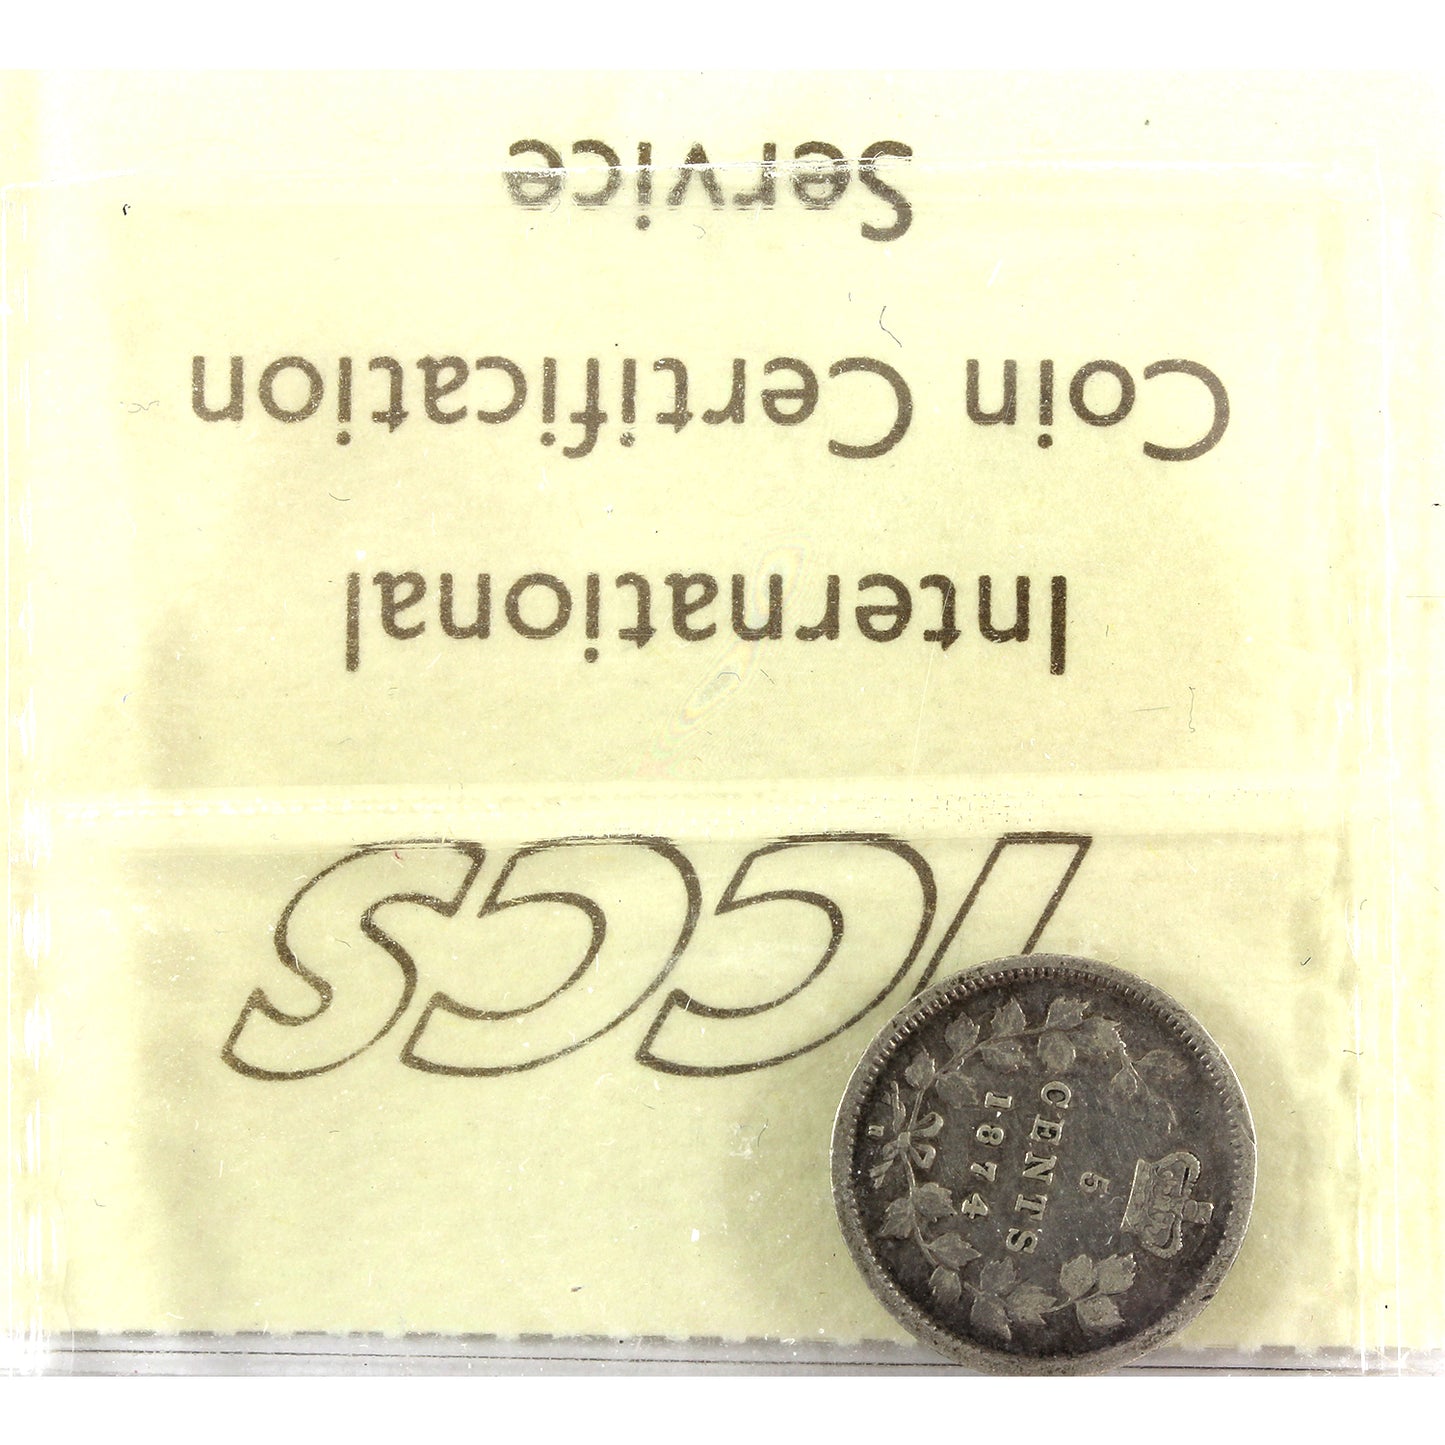 ICCS
International
Coin Certification
Service
5
CENTS
1874
H